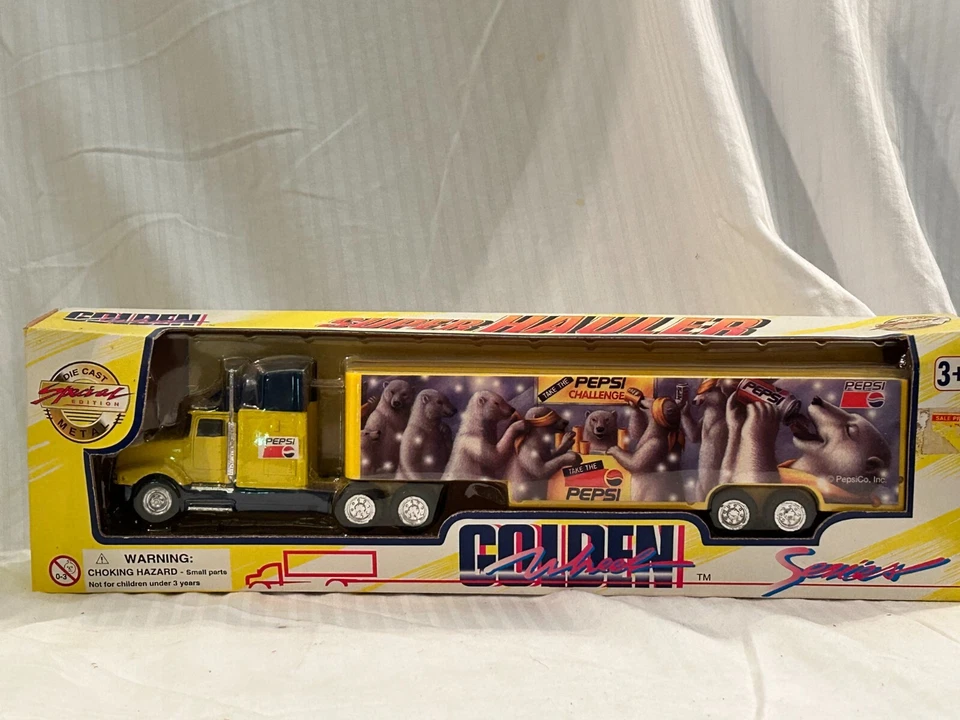 GOLDEN
SUPER HAULER
DIE CAST
Special
EDITION
METAL
3+
PEPSI
TAKE THE
PEPSI
CHALLENGE
PEPSI
PEPSI
TAKE THE
PEPSI
© PepsiCo, Inc.
0-3
WARNING:
CHOKING HAZARD - Small parts
Not for children under 3 years
GOLDEN
Wheel
TM
Series